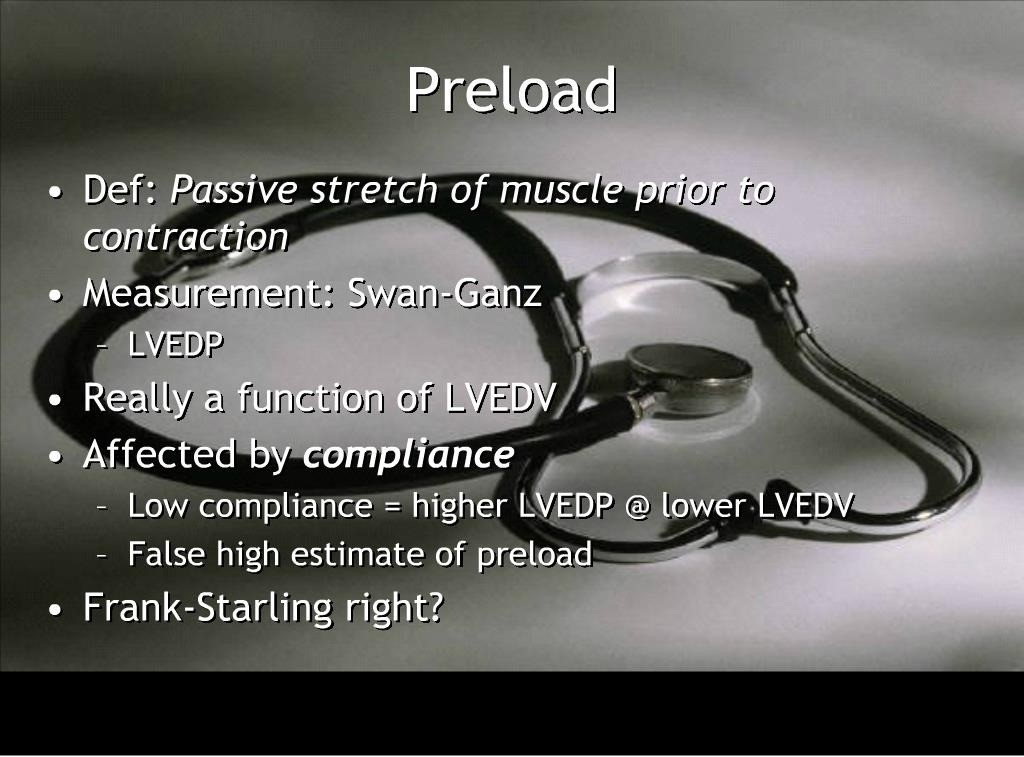 Preload
• Def: Passive stretch of muscle prior to
contraction
• Measurement: Swan-Ganz
– LVEDP
• Really a function of LVEDV
• Affected by compliance
– Low compliance = higher LVEDP @ lower LVEDV
– False high estimate of preload
• Frank-Starling right?